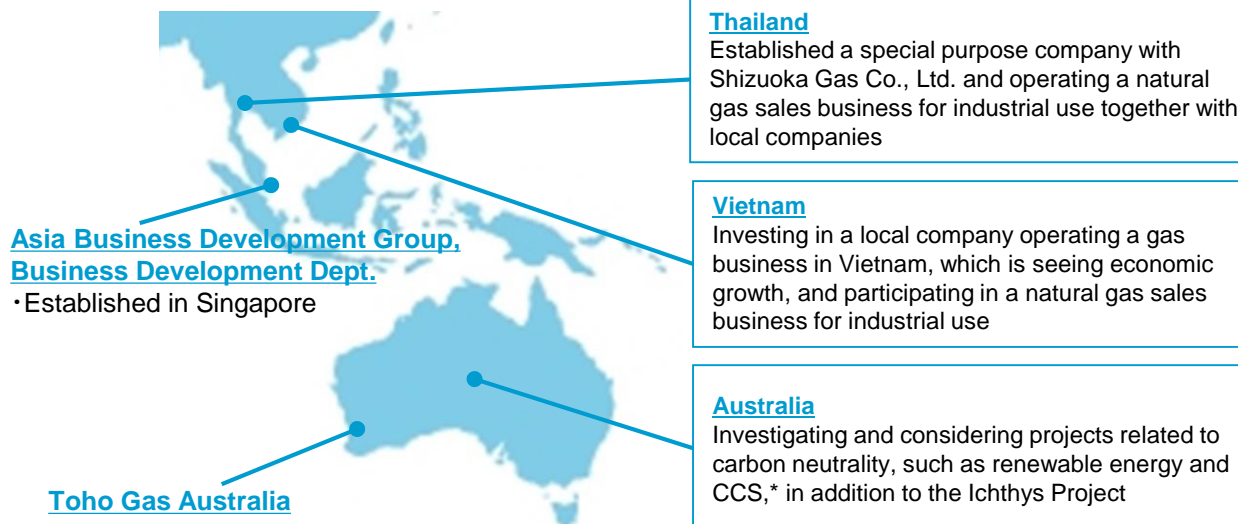 Thailand
Established a special purpose company with
Shizuoka Gas Co., Ltd. and operating a natural
gas sales business for industrial use together with
local companies
Vietnam
Investing in a local company operating a gas
business in Vietnam, which is seeing economic
growth, and participating in a natural gas sales
business for industrial use
Asia Business Development Group,
Business Development Dept.
・Established in Singapore
Australia
Investigating and considering projects related to
carbon neutrality, such as renewable energy and
CCS,* in addition to the Ichthys Project
Toho Gas Australia